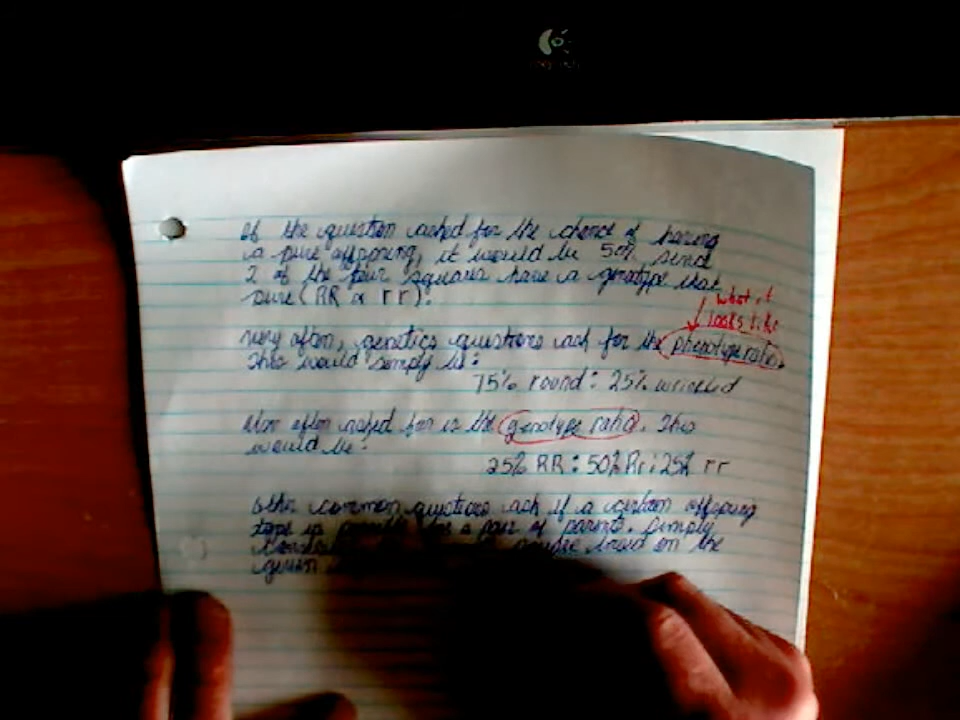 If the question asked for the chance of having
a pure offspring, it would be 50%, since
2 of the four squares have a genotype that
pure (RR or rr).
what it
looks like
Very often, genetics questions ask for the phenotype ratio.
This would simply be:
75% round : 25% wrinkled
Also often asked for is the genotype ratio. This
would be:
25% RR : 50% Rr : 25% rr
Other common questions ask if a certain offspring
type is possible for a pair of parents. Simply
on the
given